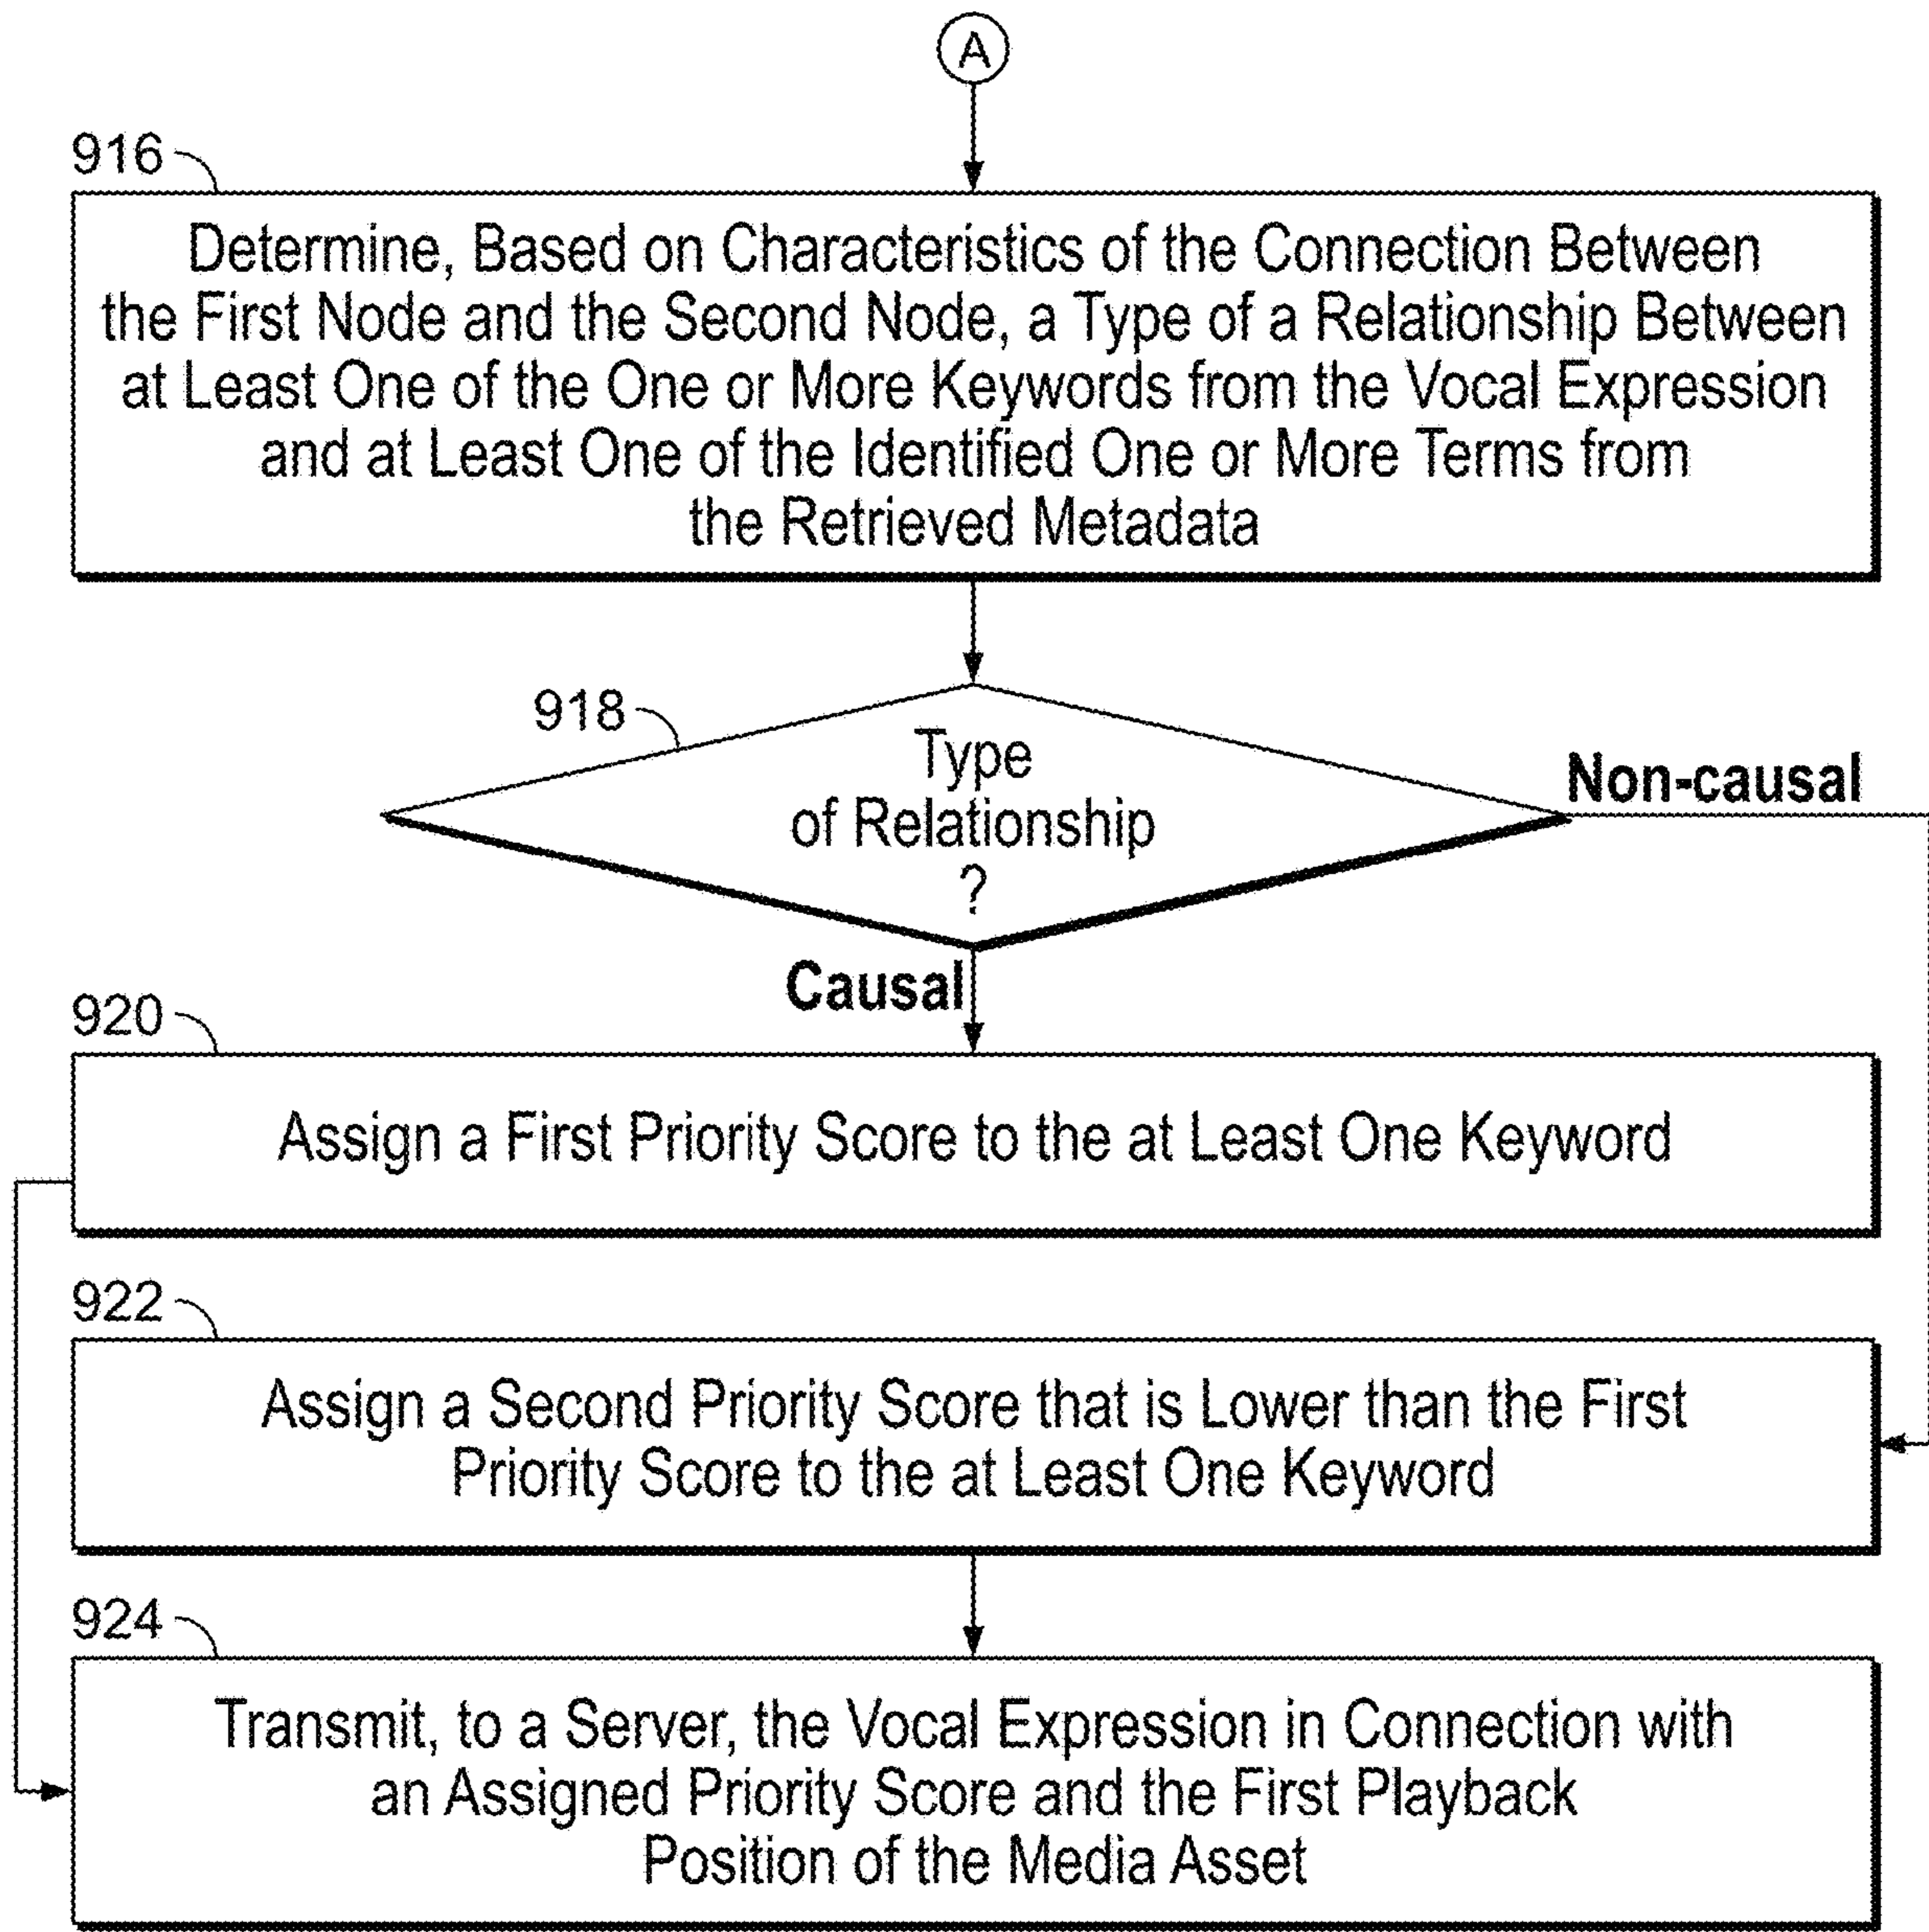 A
916
Determine, Based on Characteristics of the Connection Between
the First Node and the Second Node, a Type of a Relationship Between
at Least One of the One or More Keywords from the Vocal Expression
and at Least One of the Identified One or More Terms from
the Retrieved Metadata
918
Type
of Relationship
?
Non-causal
Causal
920
Assign a First Priority Score to the at Least One Keyword
922
Assign a Second Priority Score that is Lower than the First
Priority Score to the at Least One Keyword
924
Transmit, to a Server, the Vocal Expression in Connection with
an Assigned Priority Score and the First Playback
Position of the Media Asset